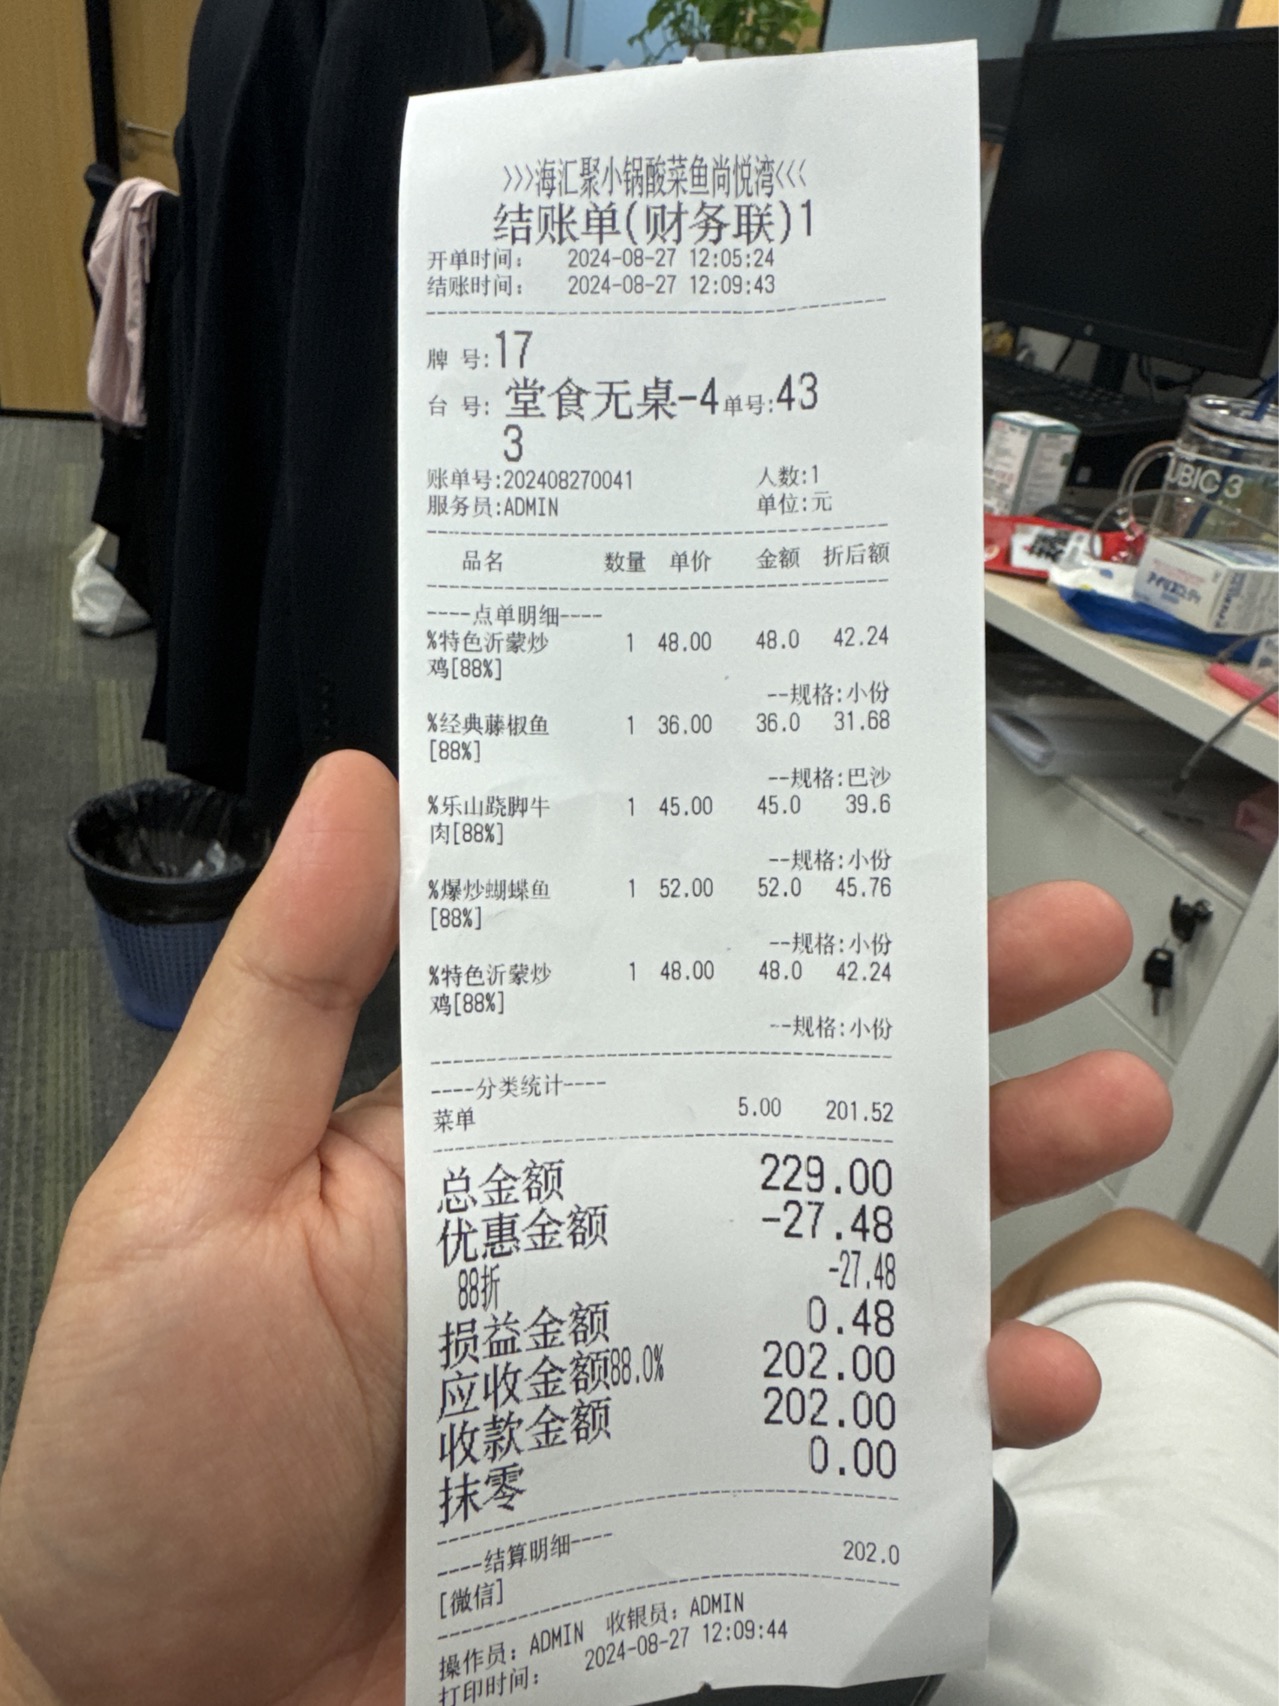 >>>海汇聚小锅酸菜鱼尚悦湾<<<
结账单(财务联)1
开单时间: 2024-08-27 12:05:24
结账时间: 2024-08-27 12:09:43
牌 号:17
台 号: 堂食无桌-4 单号:43
3
账单号:202408270041 人数:1
服务员:ADMIN 单位:元
品名 数量 单价 金额 折后额
----点单明细----
%特色沂蒙炒 1 48.00 48.0 42.24
鸡[88%]
--规格:小份
%经典藤椒鱼 1 36.00 36.0 31.68
[88%]
--规格:巴沙
%乐山跷脚牛 1 45.00 45.0 39.6
肉[88%]
--规格:小份
%爆炒蝴蝶鱼 1 52.00 52.0 45.76
[88%]
--规格:小份
%特色沂蒙炒 1 48.00 48.0 42.24
鸡[88%]
--规格:小份
----分类统计----
菜单 5.00 201.52
总金额 229.00
优惠金额 -27.48
88折 -27.48
损益金额 0.48
应收金额88.0% 202.00
收款金额 202.00
抹零 0.00
----结算明细----
[微信] 202.0
操作员: ADMIN 收银员: ADMIN
打印时间: 2024-08-27 12:09:44
UBIC 3